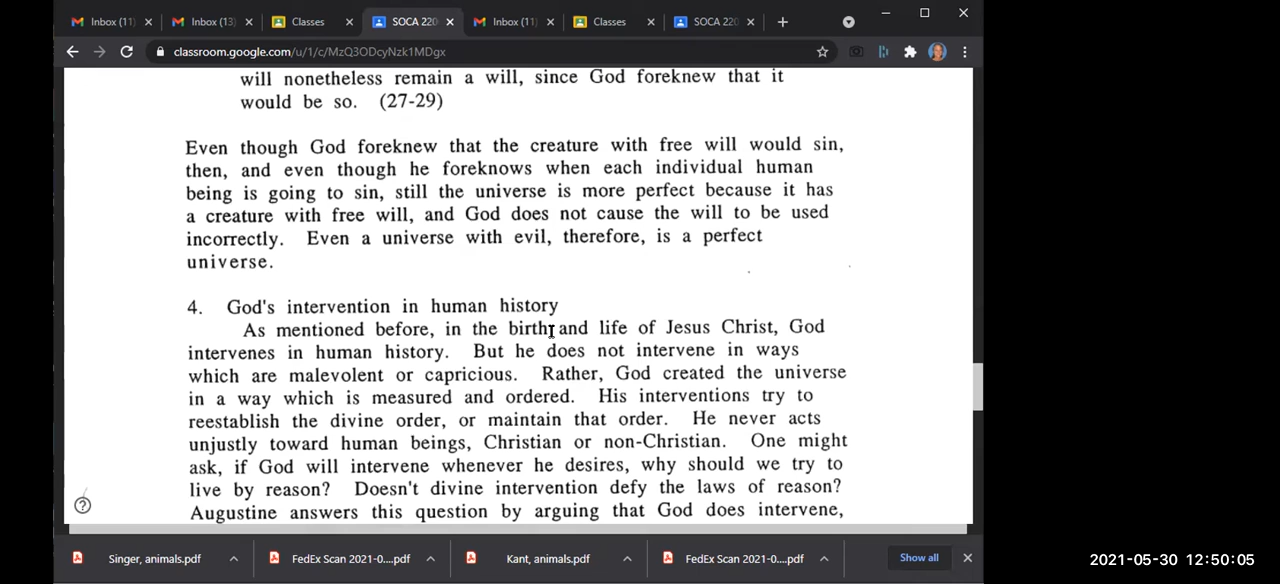 Inbox (11)
Inbox (13)
Classes
SOCA 220
Inbox (11)
Classes
SOCA 220
classroom.google.com/u/1/c/MzQ3ODcyNzk1MDgx
will nonetheless remain a will, since God foreknew that it
would be so. (27-29)
Even though God foreknew that the creature with free will would sin,
then, and even though he foreknows when each individual human
being is going to sin, still the universe is more perfect because it has
a creature with free will, and God does not cause the will to be used
incorrectly. Even a universe with evil, therefore, is a perfect
universe.
4. God's intervention in human history
As mentioned before, in the birth and life of Jesus Christ, God
intervenes in human history. But he does not intervene in ways
which are malevolent or capricious. Rather, God created the universe
in a way which is measured and ordered. His interventions try to
reestablish the divine order, or maintain that order. He never acts
unjustly toward human beings, Christian or non-Christian. One might
ask, if God will intervene whenever he desires, why should we try to
live by reason? Doesn't divine intervention defy the laws of reason?
Augustine answers this question by arguing that God does intervene,
Singer, animals.pdf
FedEx Scan 2021-0....pdf
Kant, animals.pdf
FedEx Scan 2021-0....pdf
Show all
2021-05-30 12:50:05